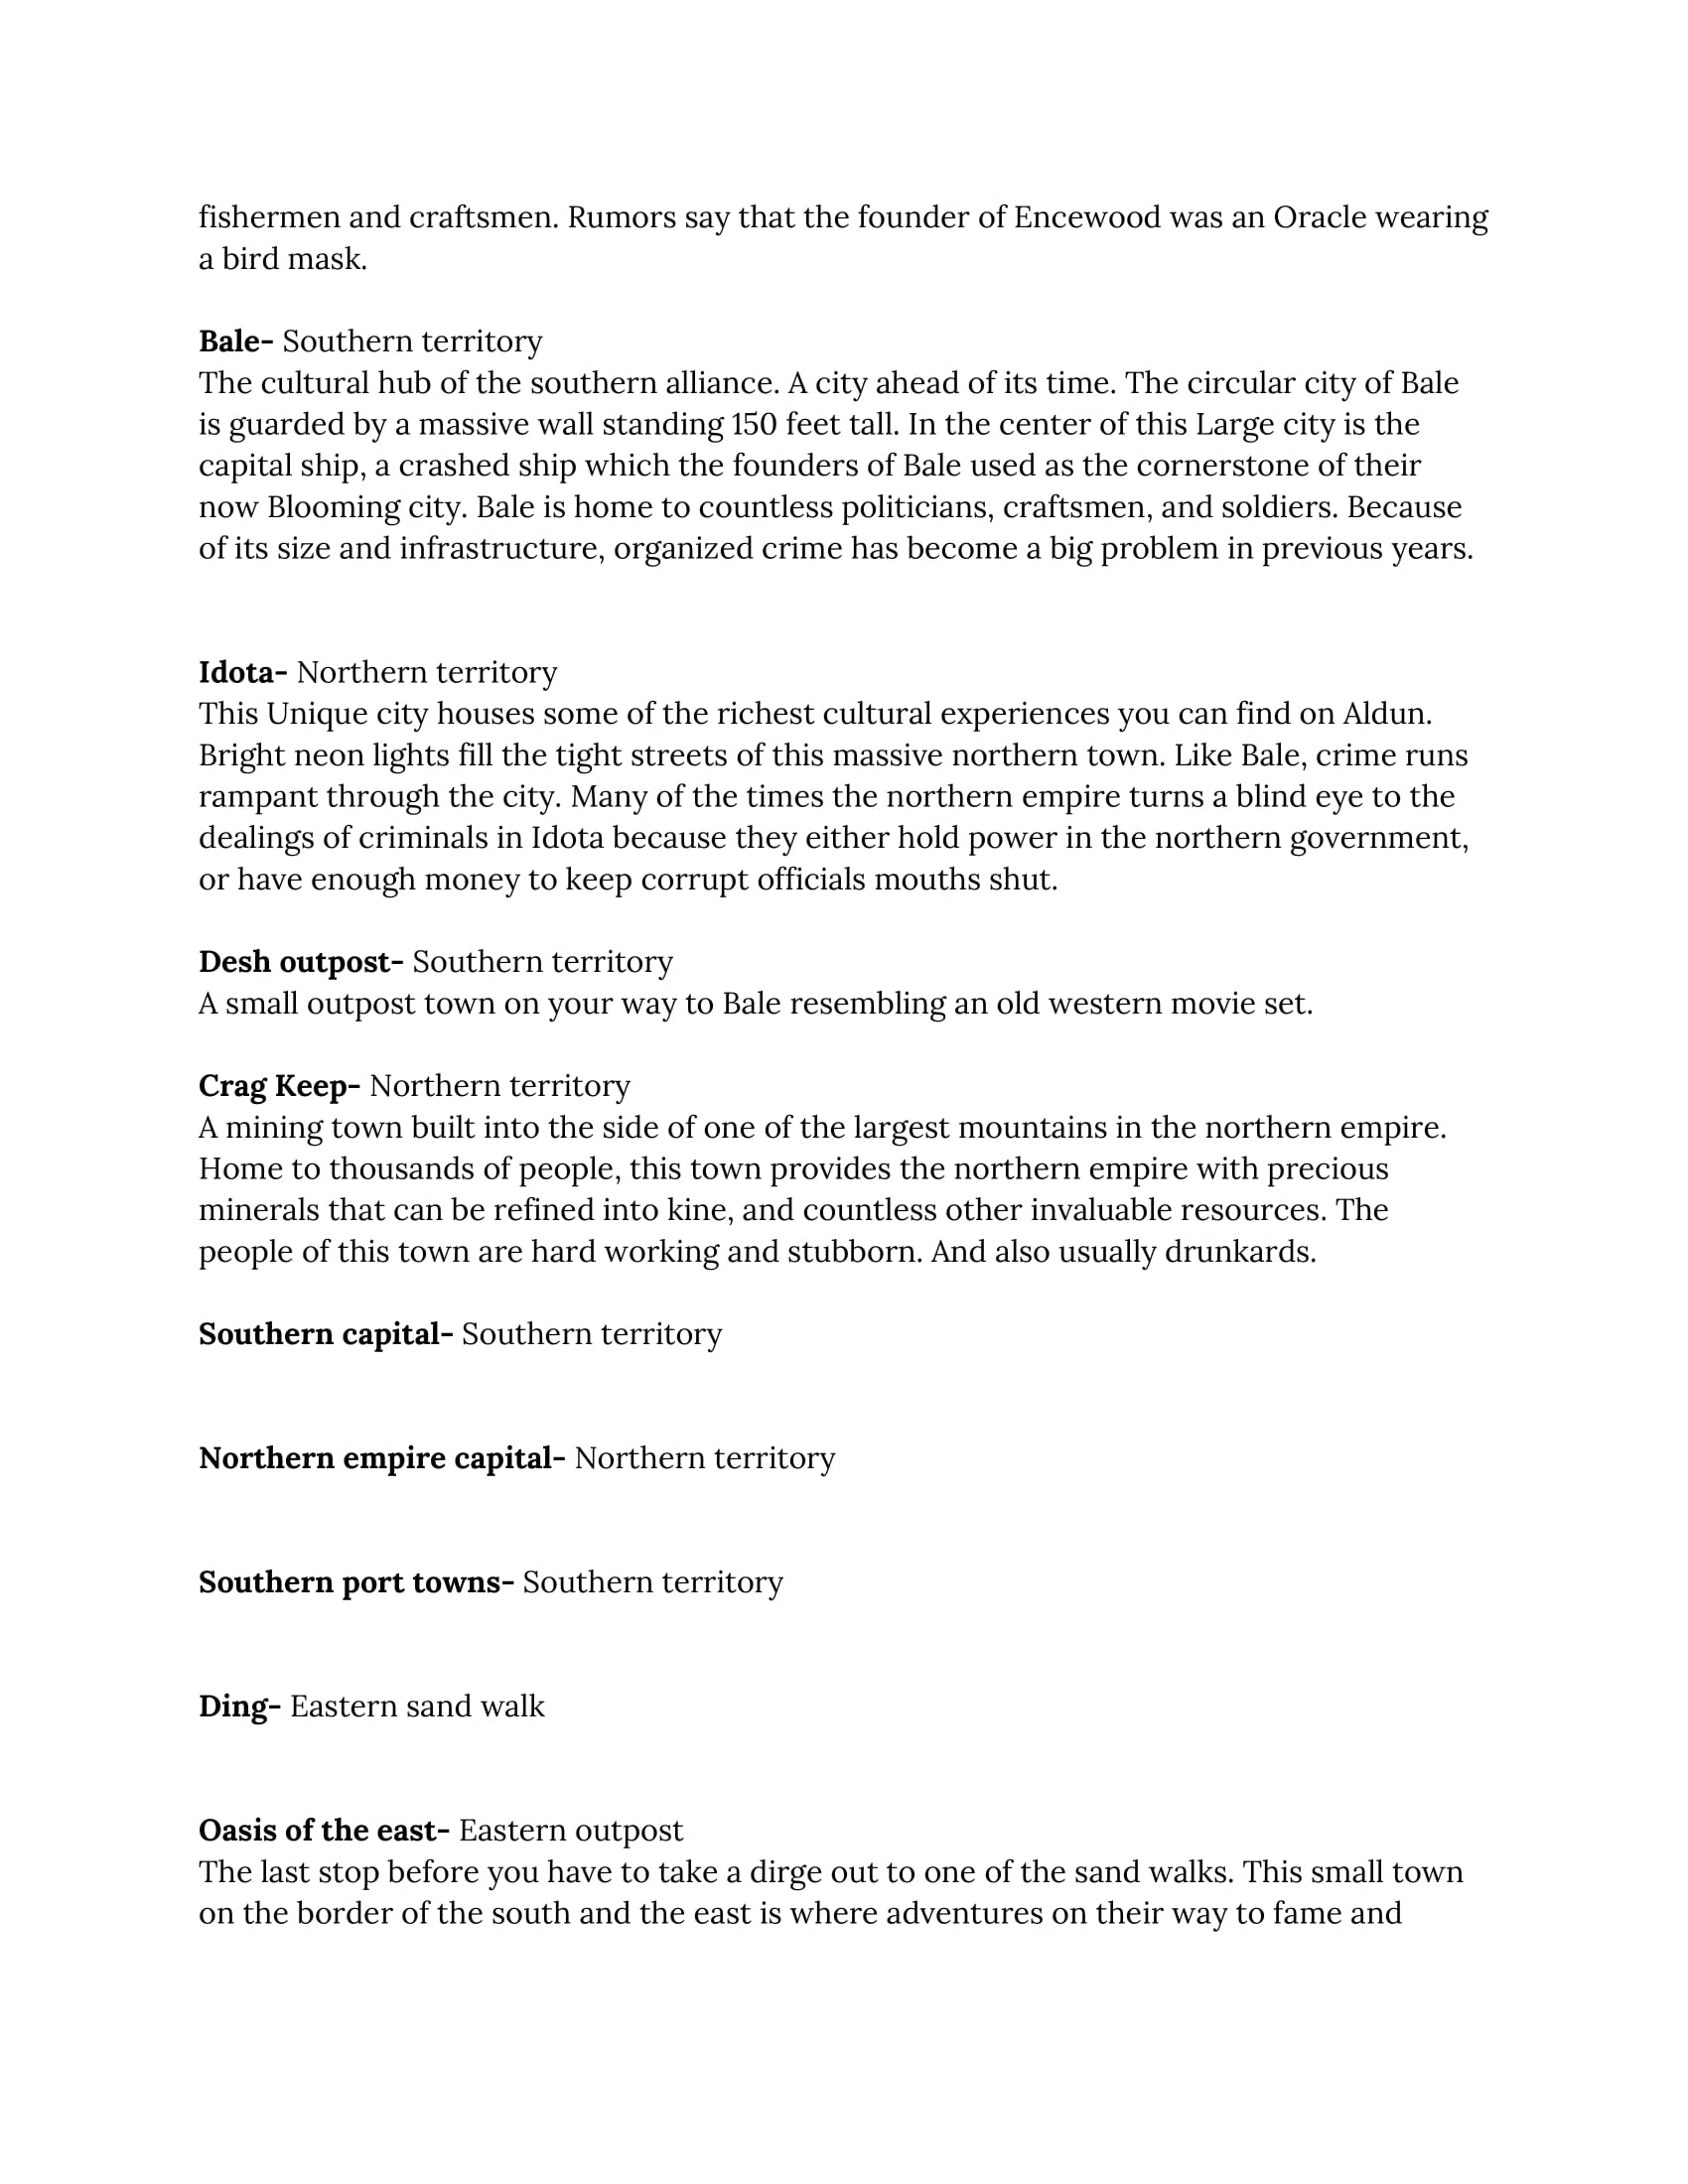 fishermen and craftsmen. Rumors say that the founder of Encewood was an Oracle wearing
a bird mask.
Bale- Southern territory
The cultural hub of the southern alliance. A city ahead of its time. The circular city of Bale
is guarded by a massive wall standing 150 feet tall. In the center of this Large city is the
capital ship, a crashed ship which the founders of Bale used as the cornerstone of their
now Blooming city. Bale is home to countless politicians, craftsmen, and soldiers. Because
of its size and infrastructure, organized crime has become a big problem in previous years.
Idota- Northern territory
This Unique city houses some of the richest cultural experiences you can find on Aldun.
Bright neon lights fill the tight streets of this massive northern town. Like Bale, crime runs
rampant through the city. Many of the times the northern empire turns a blind eye to the
dealings of criminals in Idota because they either hold power in the northern government,
or have enough money to keep corrupt officials mouths shut.
Desh outpost- Southern territory
A small outpost town on your way to Bale resembling an old western movie set.
Crag Keep- Northern territory
A mining town built into the side of one of the largest mountains in the northern empire.
Home to thousands of people, this town provides the northern empire with precious
minerals that can be refined into kine, and countless other invaluable resources. The
people of this town are hard working and stubborn. And also usually drunkards.
Southern capital- Southern territory
Northern empire capital- Northern territory
Southern port towns- Southern territory
Ding- Eastern sand walk
Oasis of the east- Eastern outpost
The last stop before you have to take a dirge out to one of the sand walks. This small town
on the border of the south and the east is where adventures on their way to fame and